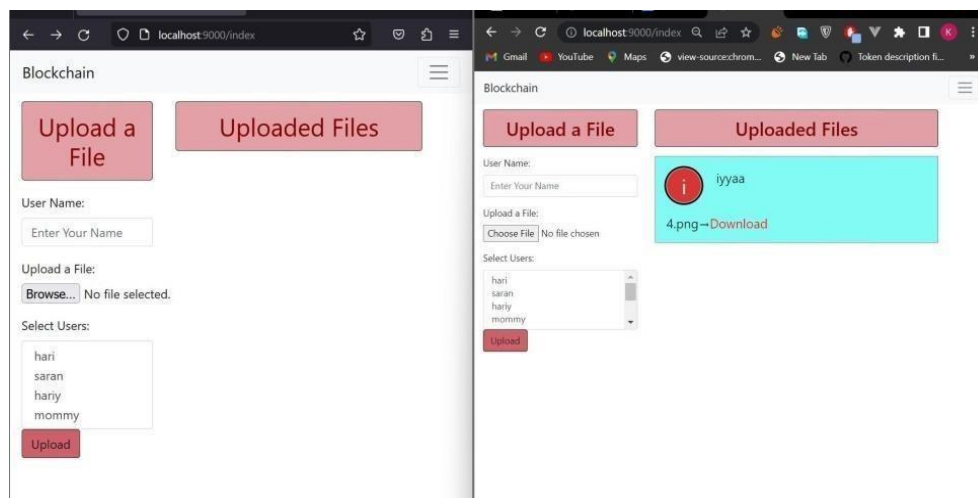 localhost:9000/index
Blockchain
Upload a
File
Uploaded Files
User Name:
Enter Your Name
Upload a File:
Browse... No file selected.
Select Users:
hari
saran
hariy
mommy
Upload
localhost:9000/index
K
Gmail YouTube Maps view-source:chrom... New Tab Token description fi... »
Blockchain
Upload a File
Uploaded Files
User Name:
Enter Your Name
i
iyyaa
Upload a File:
4.png→Download
Choose File No file chosen
Select Users:
hari
saran
hariy
mommy
Upload